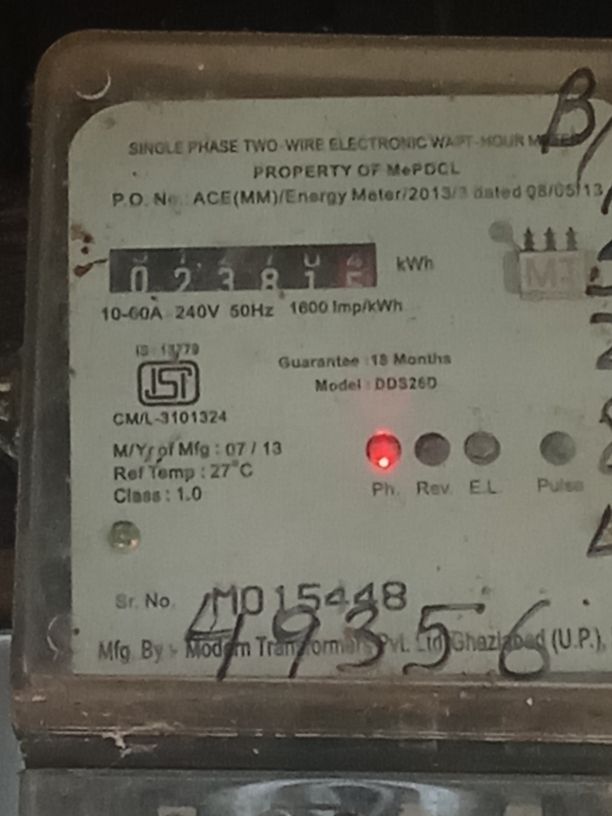 SINGLE PHASE TWO-WIRE ELECTRONIC WATT-HOUR METER
PROPERTY OF MePDCL
P.O. No.: ACE(MM)/Energy Meter/2013/3 dated 08/05/13
kWh
10-60A 240V 50Hz 1600 Imp/kWh
MT
IS : 13779
ISI
CM/L-3101324
Guarantee : 18 Months
Model : DDS26D
M/Yr of Mfg : 07 / 13
Ref Temp : 27°C
Class : 1.0
Ph. Rev. E.L. Pulse
Sr. No. M015448
49356
Mfg. By :- Modern Transformers Pvt. Ltd. Ghaziabad (U.P.),